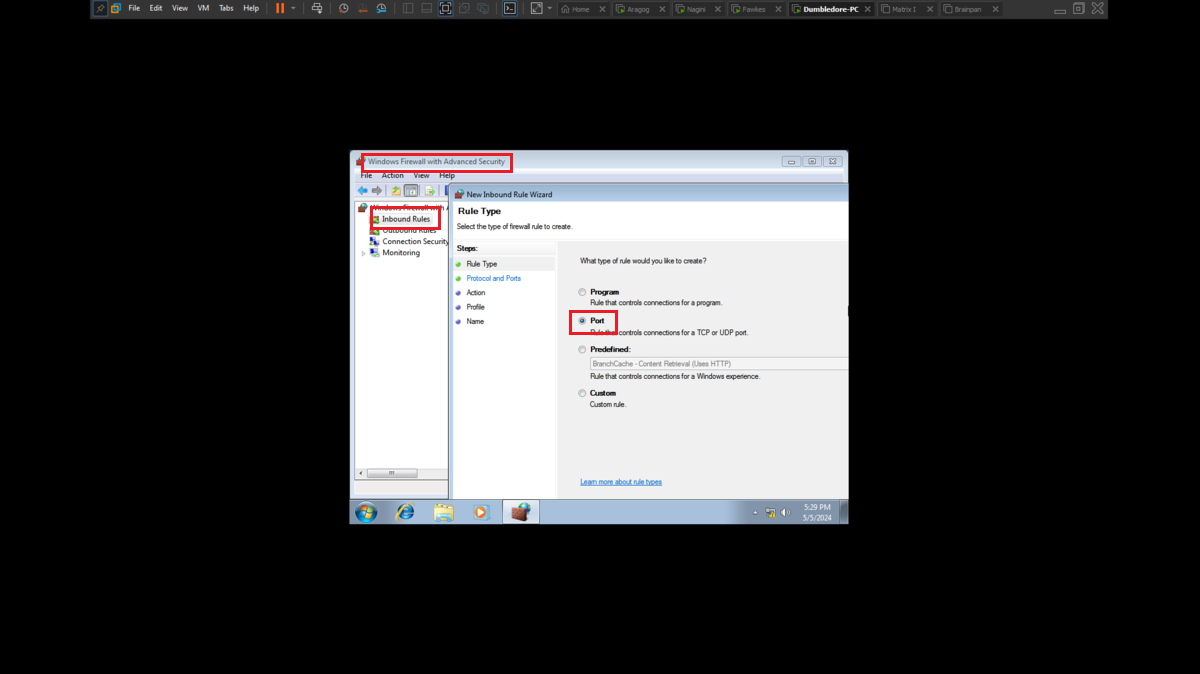 File Edit View VM Tabs Help
Home Aragog Nagini Fawkes Dumbledore-PC Matrix I Brainpan
Windows Firewall with Advanced Security
File Action View Help
Windows Firewall with
Inbound Rules
Outbound Rules
Connection Security
Monitoring
New Inbound Rule Wizard
Rule Type
Select the type of firewall rule to create.
Steps:
Rule Type
Protocol and Ports
Action
Profile
Name
What type of rule would you like to create?
Program
Rule that controls connections for a program.
Port
Rule that controls connections for a TCP or UDP port.
Predefined:
BranchCache - Content Retrieval (Uses HTTP)
Rule that controls connections for a Windows experience.
Custom
Custom rule.
Learn more about rule types
5:29 PM
5/5/2024